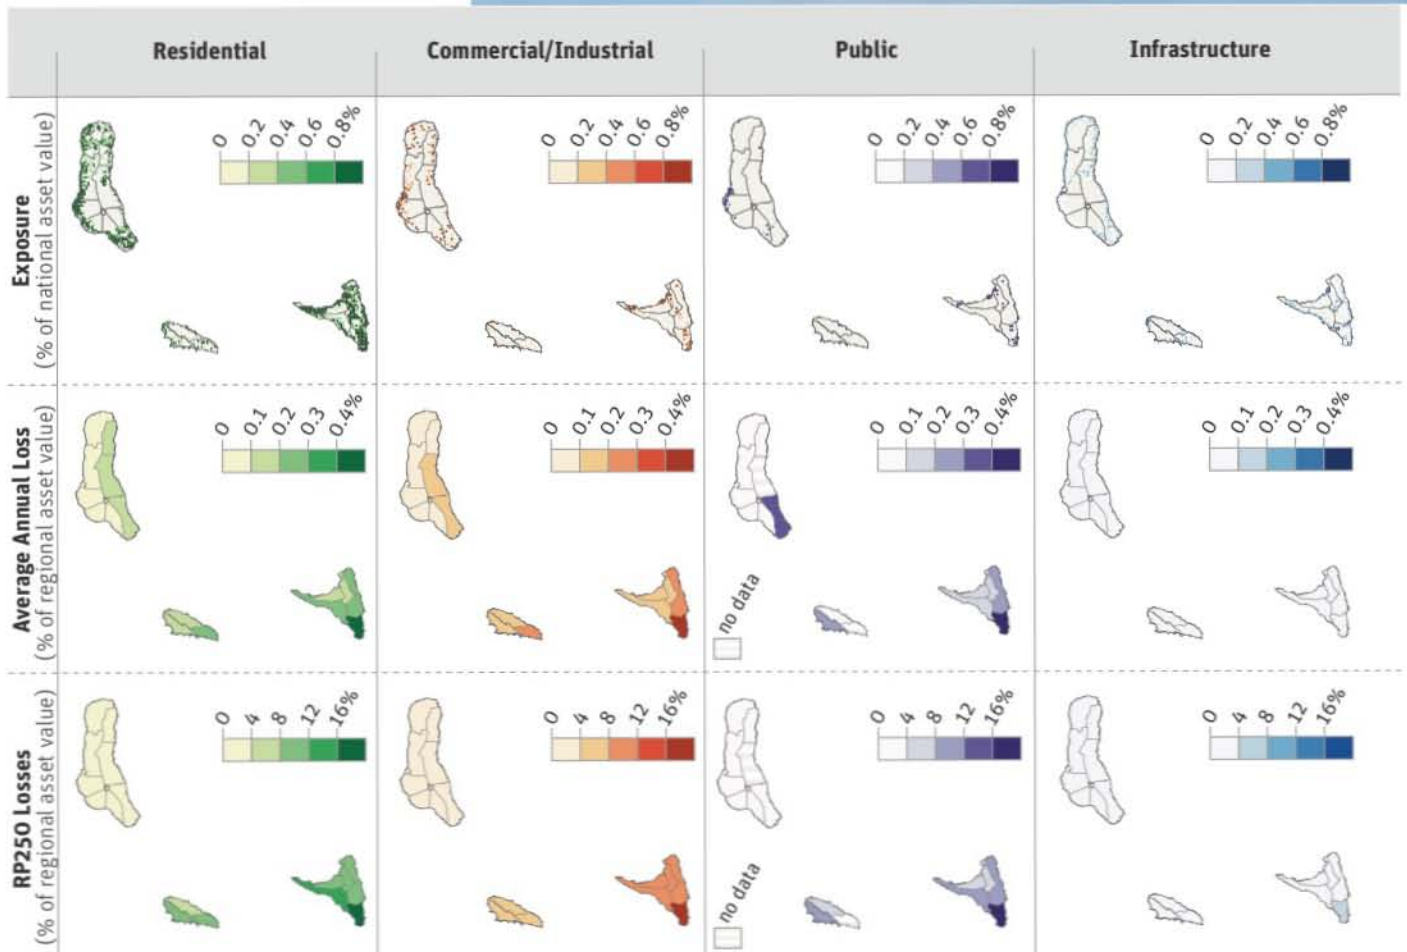 Residential
Commercial/Industrial
Public
Infrastructure
Exposure
(% of national asset value)
0 0.2 0.4 0.6 0.8%
0 0.2 0.4 0.6 0.8%
0 0.2 0.4 0.6 0.8%
0 0.2 0.4 0.6 0.8%
Average Annual Loss
(% of regional asset value)
0 0.1 0.2 0.3 0.4%
0 0.1 0.2 0.3 0.4%
no data
0 0.1 0.2 0.3 0.4%
0 0.1 0.2 0.3 0.4%
RP250 Losses
(% of regional asset value)
0 4 8 12 16%
0 4 8 12 16%
no data
0 4 8 12 16%
0 4 8 12 16%